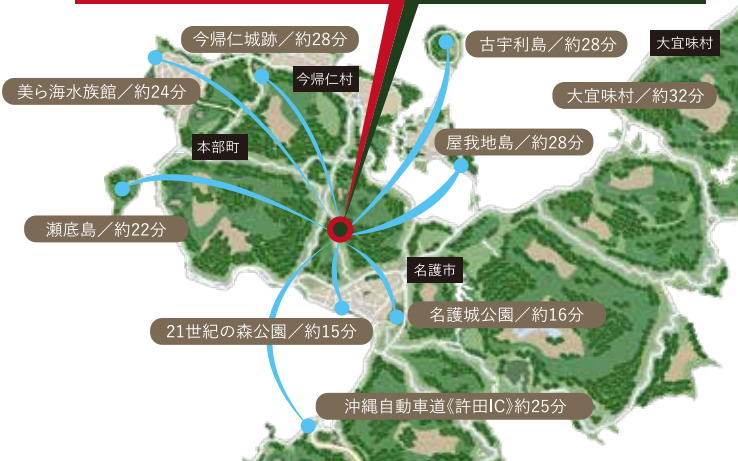 今帰仁城跡／約28分
古宇利島／約28分
大宜味村
今帰仁村
美ら海水族館／約24分
大宜味村／約32分
本部町
屋我地島／約28分
瀬底島／約22分
名護市
名護城公園／約16分
21世紀の森公園／約15分
沖縄自動車道《許田IC》約25分